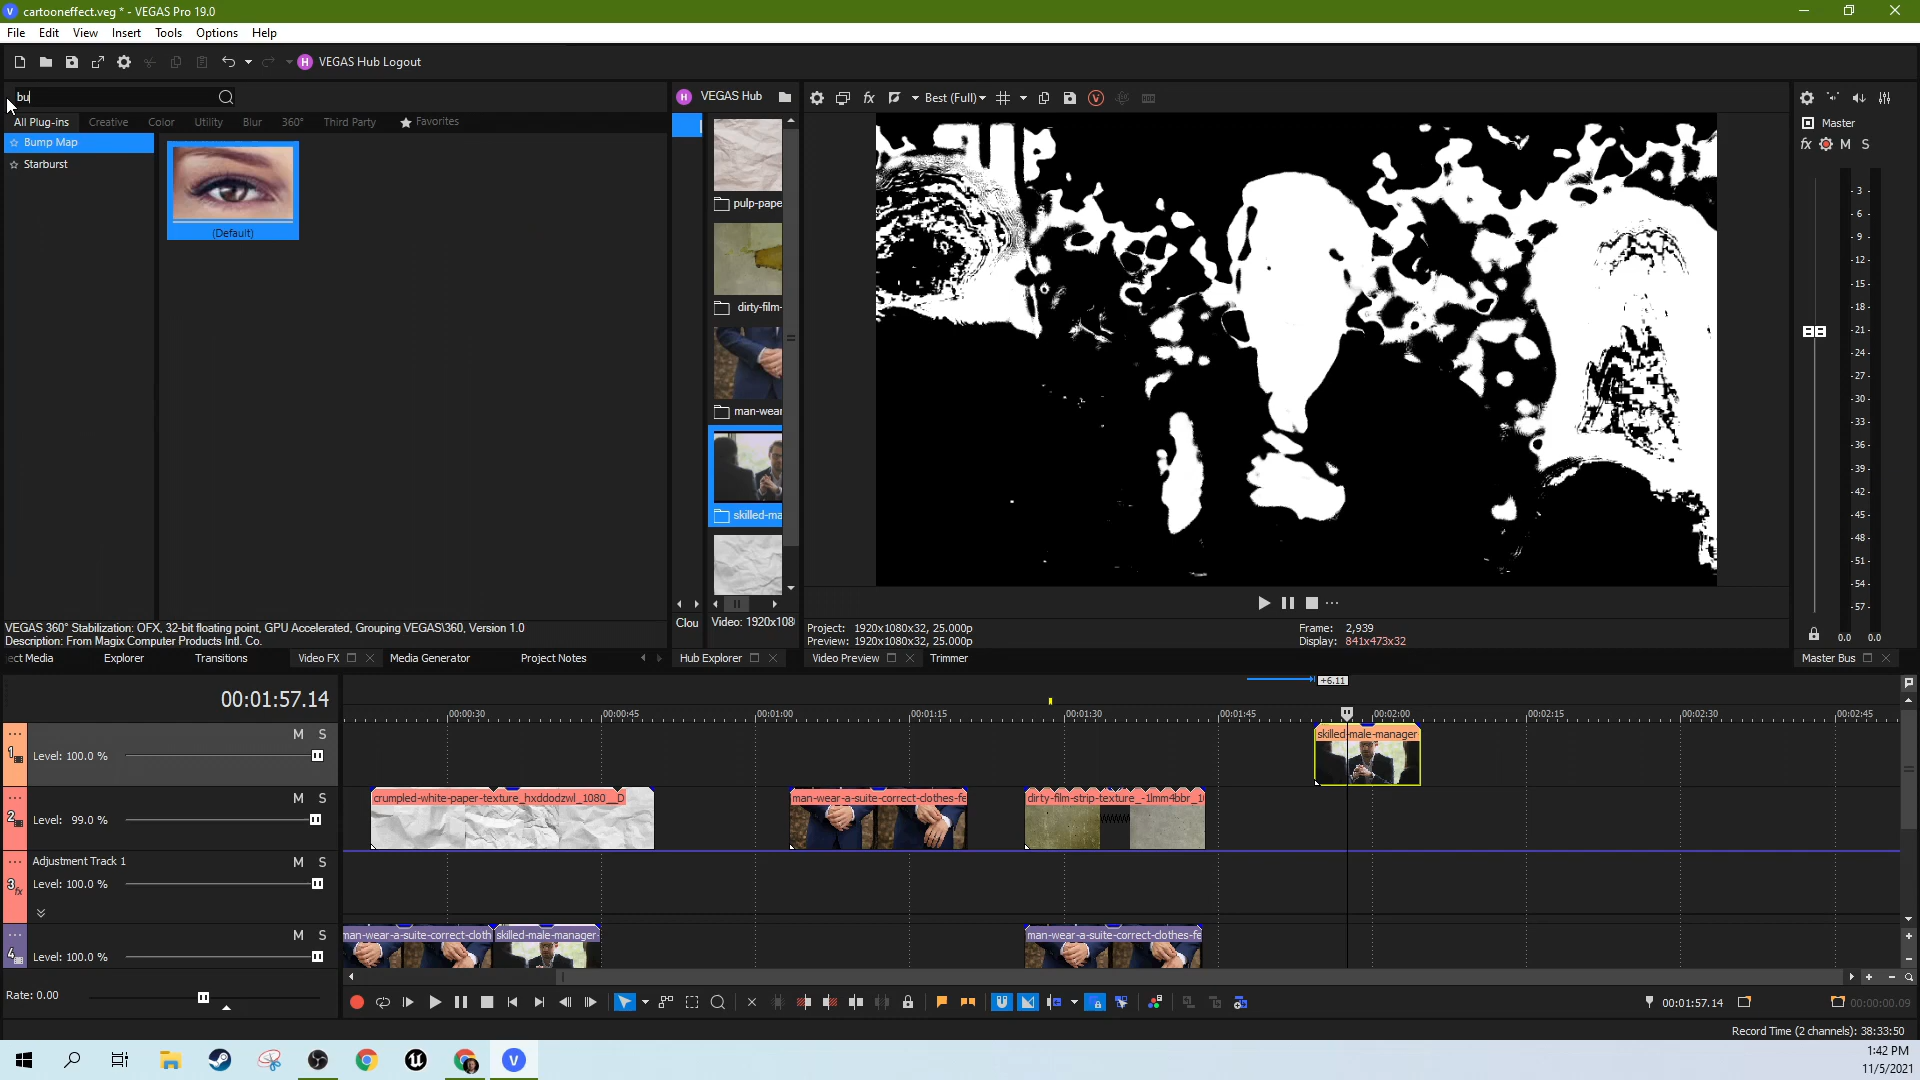 cartooneffect.veg * - VEGAS Pro 19.0
File Edit View Insert Tools Options Help
VEGAS Hub Logout
bu
All Plug-ins Creative Color Utility Blur 360° Third Party Favorites
Bump Map
Starburst
(Default)
VEGAS 360° Stabilization: OFX, 32-bit floating point, GPU Accelerated, Grouping VEGAS\360, Version 1.0
Description: From Magix Computer Products Intl. Co.
ect Media Explorer Transitions Video FX Media Generator Project Notes
VEGAS Hub
pulp-pape
dirty-film-
man-wear
skilled-ma
Clou
Video: 1920x108
Hub Explorer
fx Best (Full)
Project: 1920x1080x32, 25.000p
Preview: 1920x1080x32, 25.000p
Frame: 2,939
Display: 841x473x32
Video Preview Trimmer
Master
fx M S
- 3 -
- 6 -
- 9 -
-12-
-15-
-18-
-21-
-24-
-27-
-30-
-33-
-36-
-39-
-42-
-45-
-48-
-51-
-54-
-57-
0.0 0.0
Master Bus
00:01:57.14
+6.11
00:00:30 00:00:45 00:01:00 00:01:15 00:01:30 00:01:45 00:02:00 00:02:15 00:02:30 00:02:45
1 M S
Level: 100.0 %
skilled-male-manager
2 M S
Level: 99.0 %
crumpled-white-paper-texture_hxddodzwl_1080__D
man-wear-a-suite-correct-clothes-fe
dirty-film-strip-texture_-1lmm4bbr_1
Adjustment Track 1 M S
3 fx
Level: 100.0 %
4 M S
Level: 100.0 %
man-wear-a-suite-correct-cloth
skilled-male-manager-
man-wear-a-suite-correct-clothes-fe
Rate: 0.00
00:01:57.14
00:00:00.09
Record Time (2 channels): 38:33:50
1:42 PM
11/5/2021